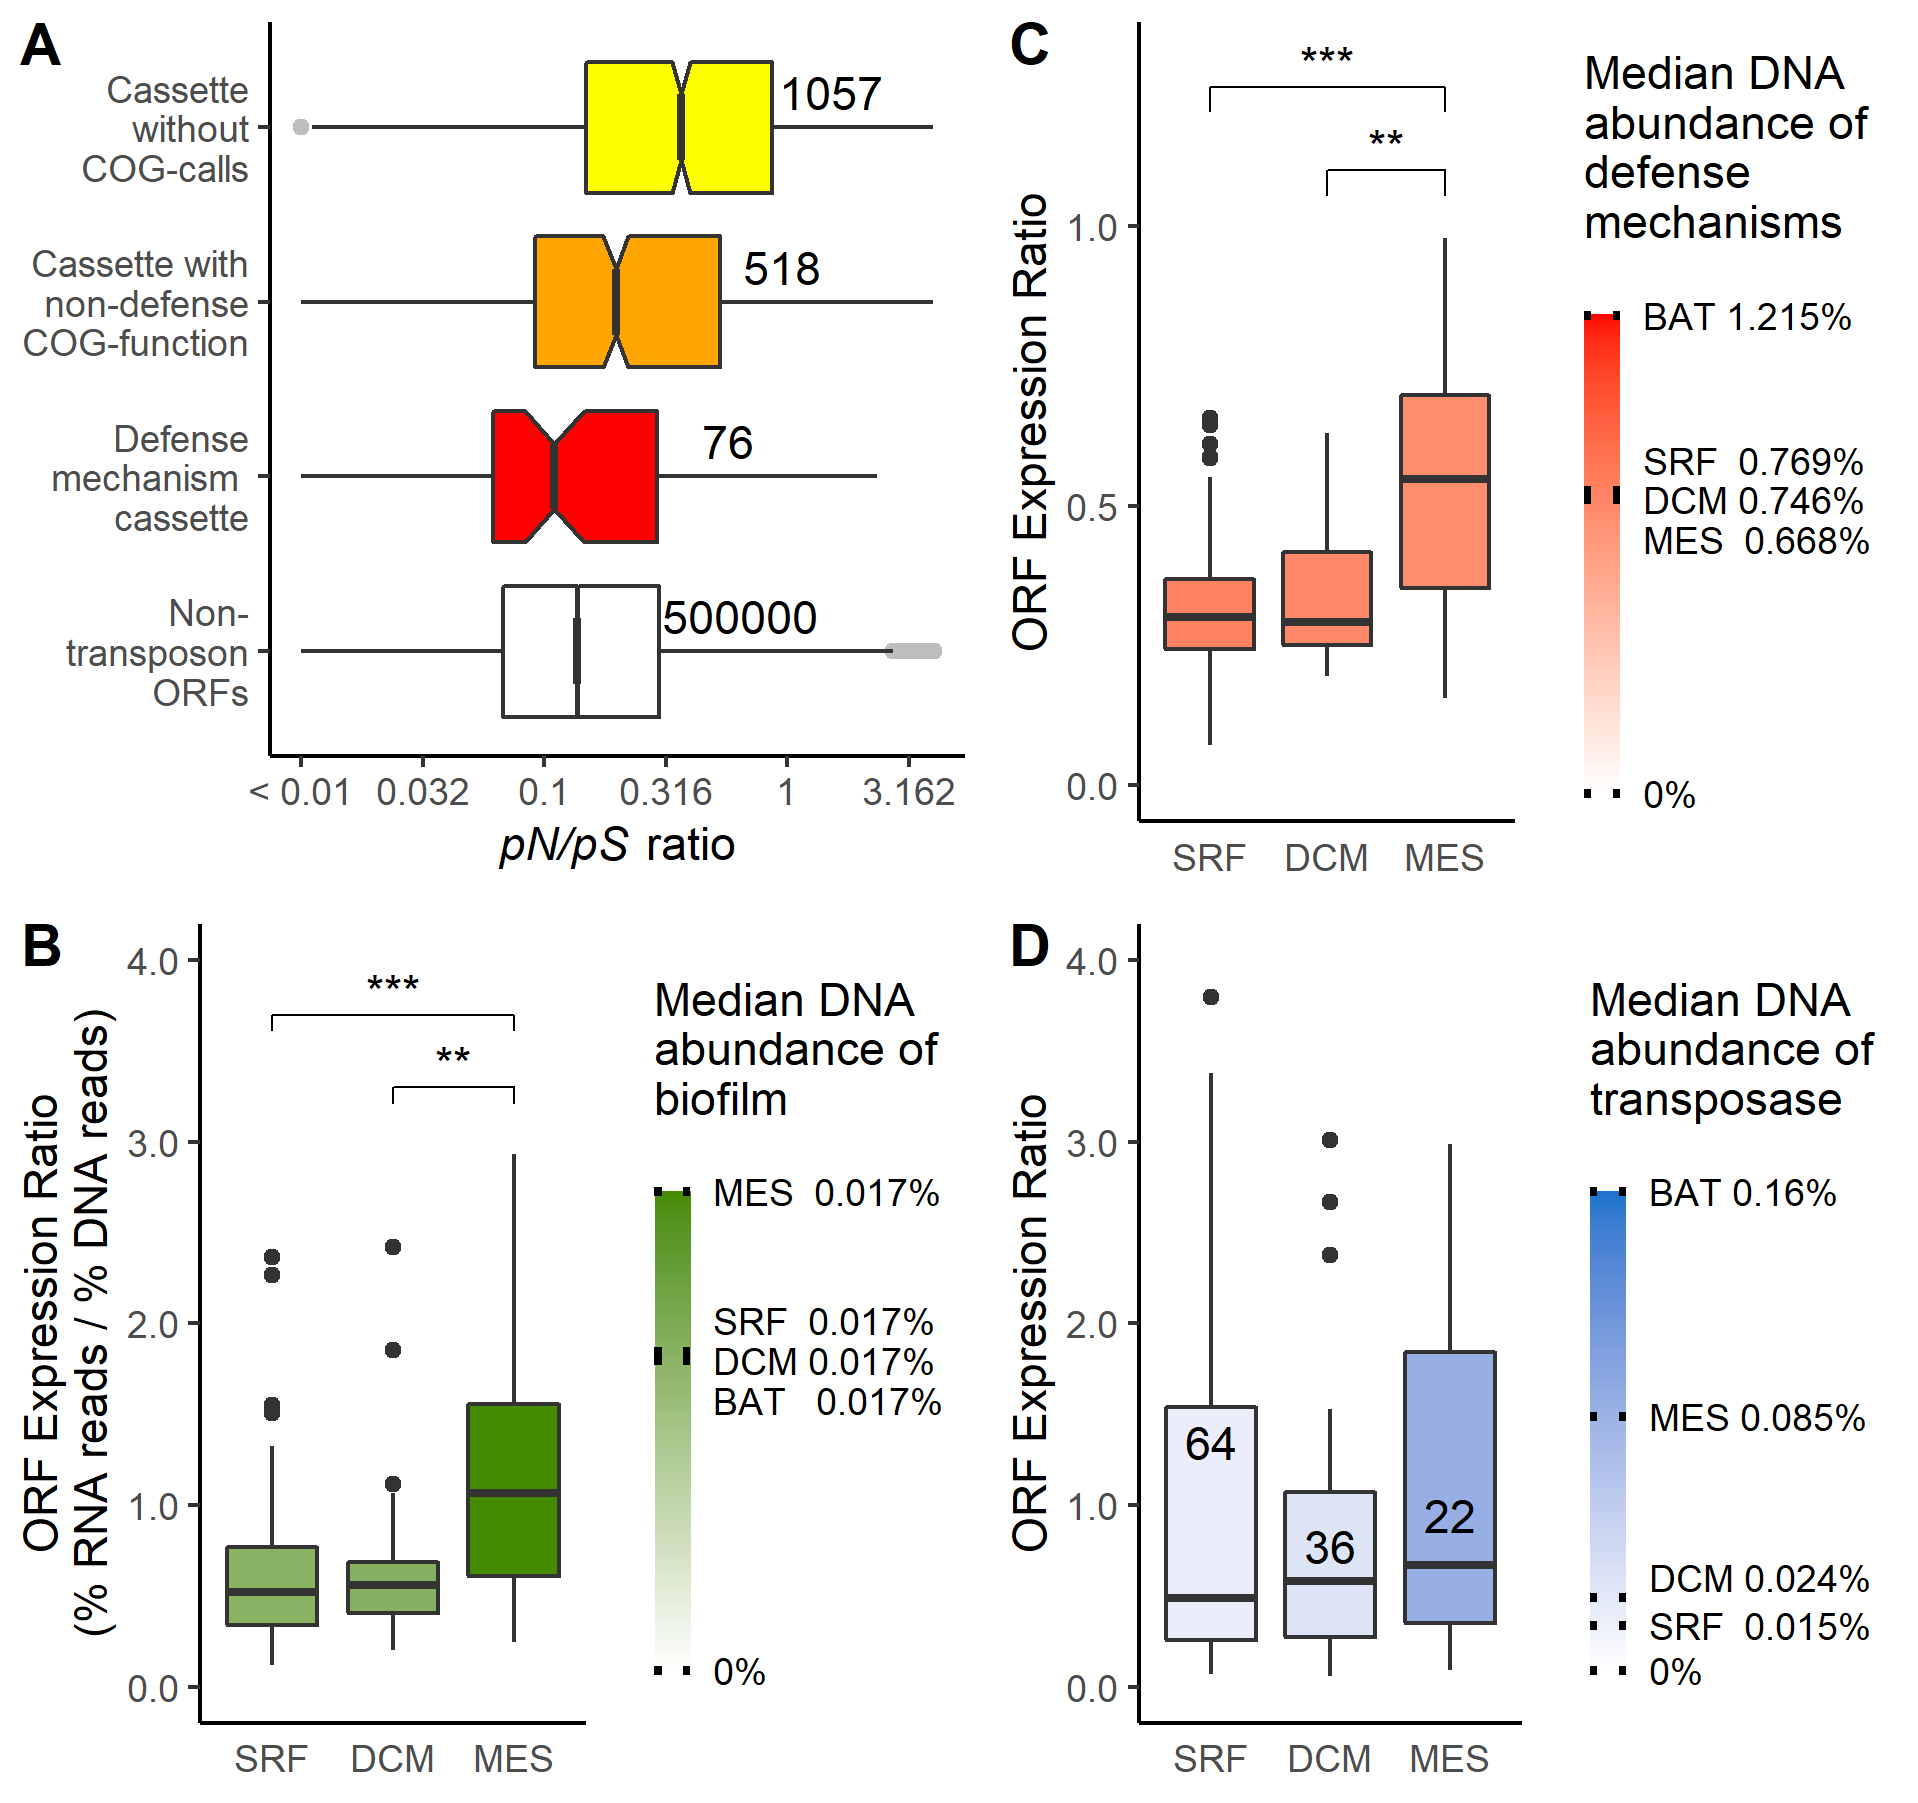 A
Cassette
without
COG-calls
Cassette with
non-defense
COG-function
Defense
mechanism
cassette
Non-
transposon
ORFs
1057
518
76
500000
< 0.01 0.032 0.1 0.316 1 3.162
pN/pS ratio
C
ORF Expression Ratio
1.0
0.5
0.0
***
**
SRF DCM MES
Median DNA
abundance of
defense
mechanisms
BAT 1.215%
SRF 0.769%
DCM 0.746%
MES 0.668%
0%
B
ORF Expression Ratio
(% RNA reads / % DNA reads)
4.0
3.0
2.0
1.0
0.0
***
**
SRF DCM MES
Median DNA
abundance of
biofilm
MES 0.017%
SRF 0.017%
DCM 0.017%
BAT 0.017%
0%
D
ORF Expression Ratio
4.0
3.0
2.0
1.0
0.0
64
36
22
SRF DCM MES
Median DNA
abundance of
transposase
BAT 0.16%
MES 0.085%
DCM 0.024%
SRF 0.015%
0%